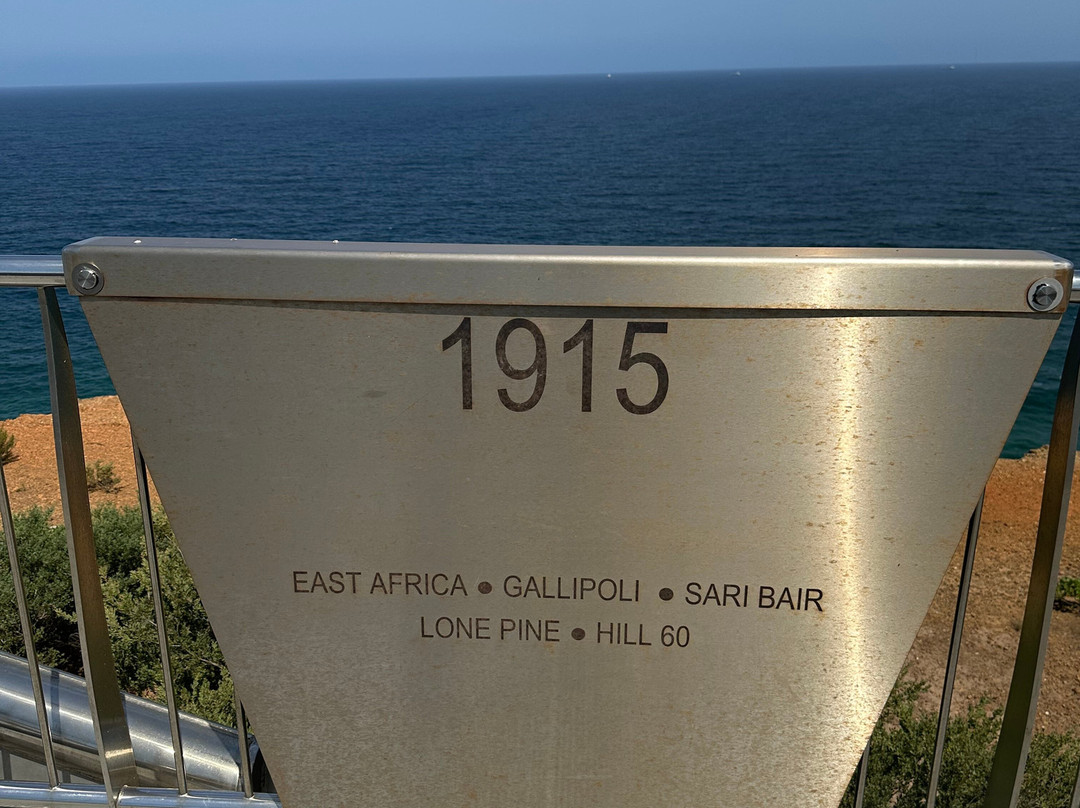 1915
EAST AFRICA ● GALLIPOLI ● SARI BAIR
LONE PINE ● HILL 60